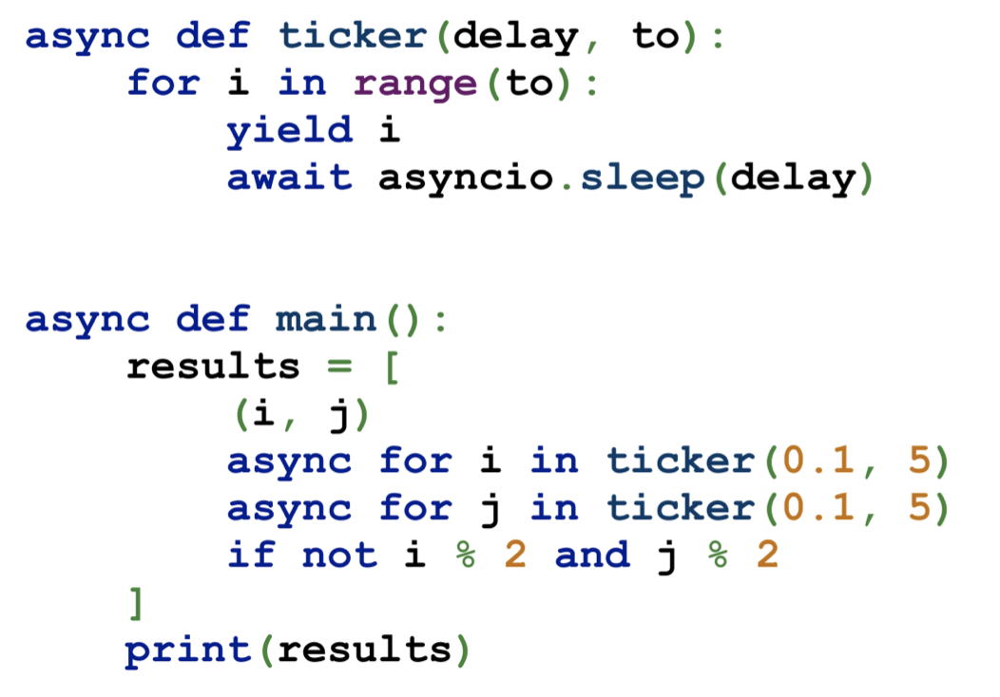 async def ticker(delay, to):
    for i in range(to):
        yield i
        await asyncio.sleep(delay)
async def main():
    results = [
        (i, j)
        async for i in ticker(0.1, 5)
        async for j in ticker(0.1, 5)
        if not i % 2 and j % 2
    ]
    print(results)